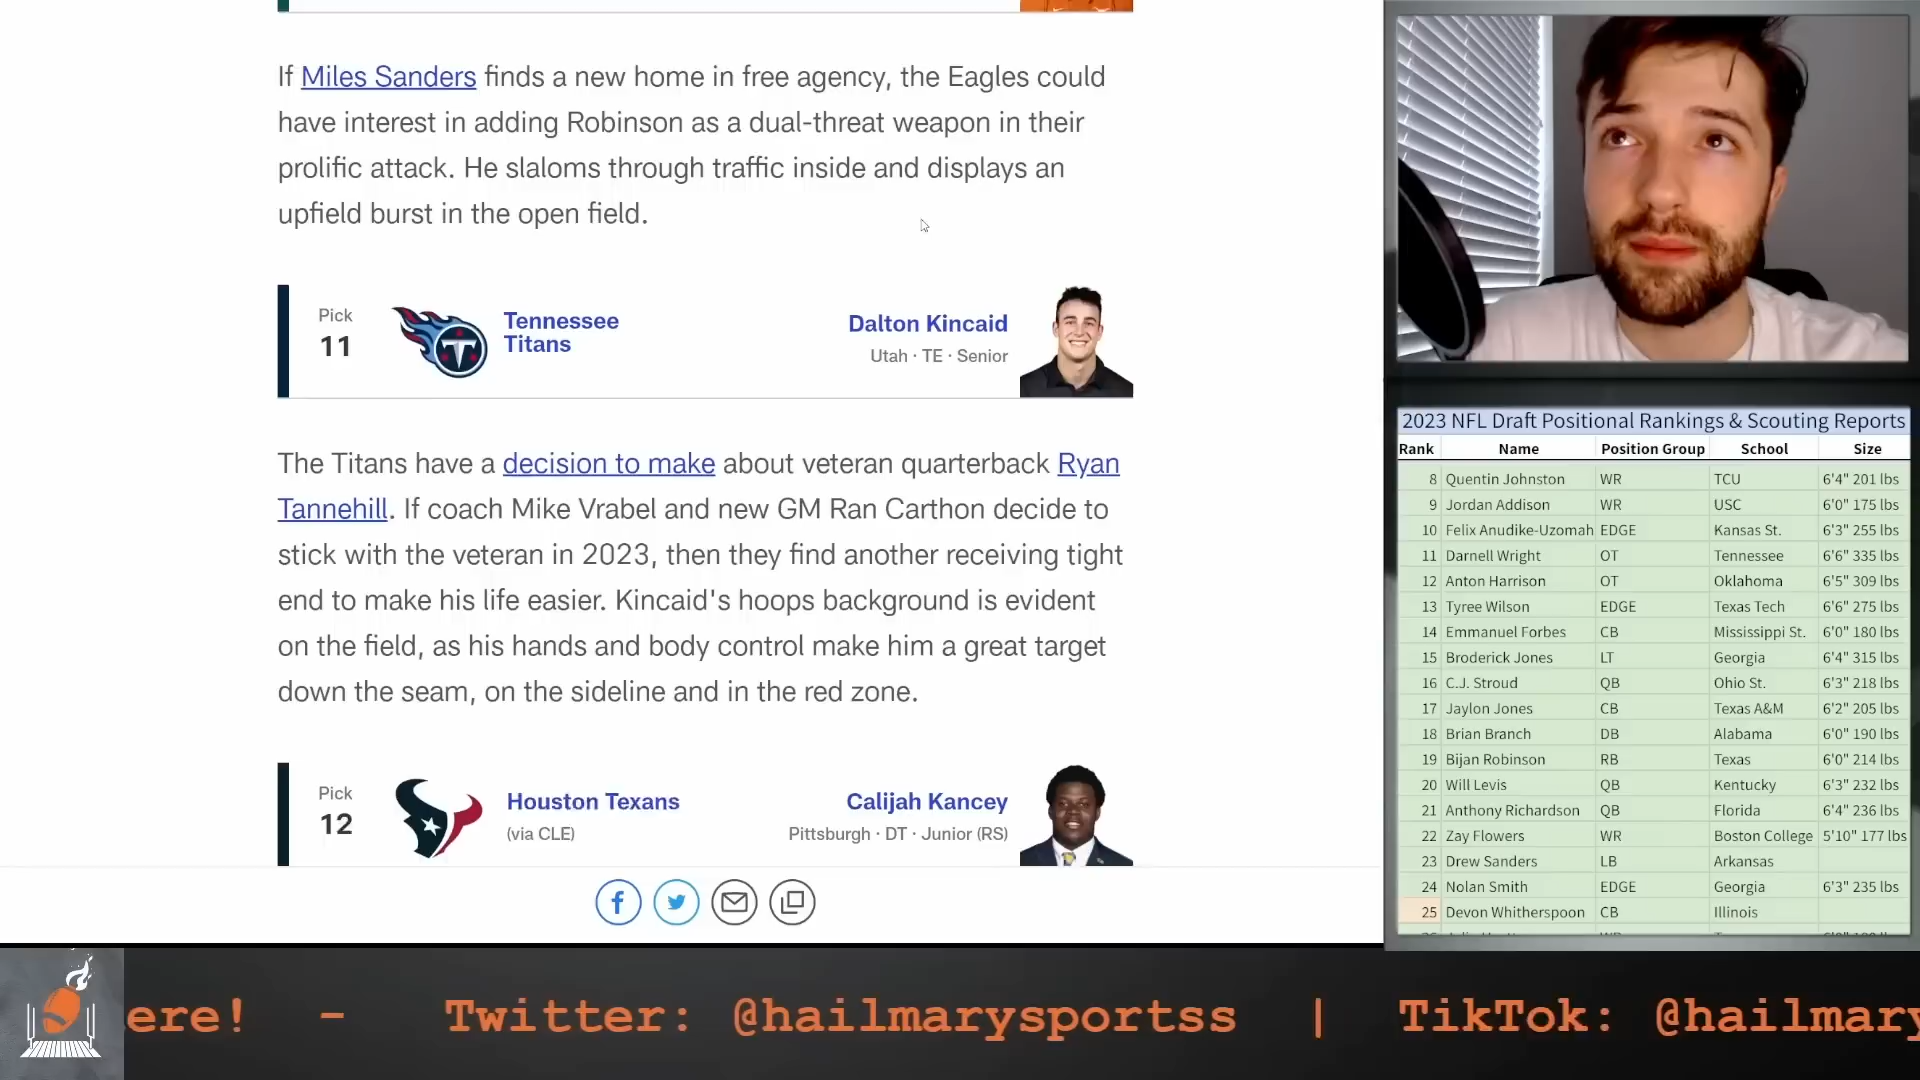 If Miles Sanders finds a new home in free agency, the Eagles could
have interest in adding Robinson as a dual-threat weapon in their
prolific attack. He slaloms through traffic inside and displays an
upfield burst in the open field.
Pick
11
Tennessee
Titans
Dalton Kincaid
Utah · TE · Senior
The Titans have a decision to make about veteran quarterback Ryan
Tannehill. If coach Mike Vrabel and new GM Ran Carthon decide to
stick with the veteran in 2023, then they find another receiving tight
end to make his life easier. Kincaid's hoops background is evident
on the field, as his hands and body control make him a great target
down the seam, on the sideline and in the red zone.
Pick
12
Houston Texans
(via CLE)
Calijah Kancey
Pittsburgh · DT · Junior (RS)
2023 NFL Draft Positional Rankings & Scouting Reports
Rank Name Position Group School Size
8 Quentin Johnston WR TCU 6'4" 201 lbs
9 Jordan Addison WR USC 6'0" 175 lbs
10 Felix Anudike-Uzomah EDGE Kansas St. 6'3" 255 lbs
11 Darnell Wright OT Tennessee 6'6" 335 lbs
12 Anton Harrison OT Oklahoma 6'5" 309 lbs
13 Tyree Wilson EDGE Texas Tech 6'6" 275 lbs
14 Emmanuel Forbes CB Mississippi St. 6'0" 180 lbs
15 Broderick Jones LT Georgia 6'4" 315 lbs
16 C.J. Stroud QB Ohio St. 6'3" 218 lbs
17 Jaylon Jones CB Texas A&M 6'2" 205 lbs
18 Brian Branch DB Alabama 6'0" 190 lbs
19 Bijan Robinson RB Texas 6'0" 214 lbs
20 Will Levis QB Kentucky 6'3" 232 lbs
21 Anthony Richardson QB Florida 6'4" 236 lbs
22 Zay Flowers WR Boston College 5'10" 177 lbs
23 Drew Sanders LB Arkansas
24 Nolan Smith EDGE Georgia 6'3" 235 lbs
25 Devon Whitherspoon CB Illinois
ere! - Twitter: @hailmarysportss | TikTok: @hailmary